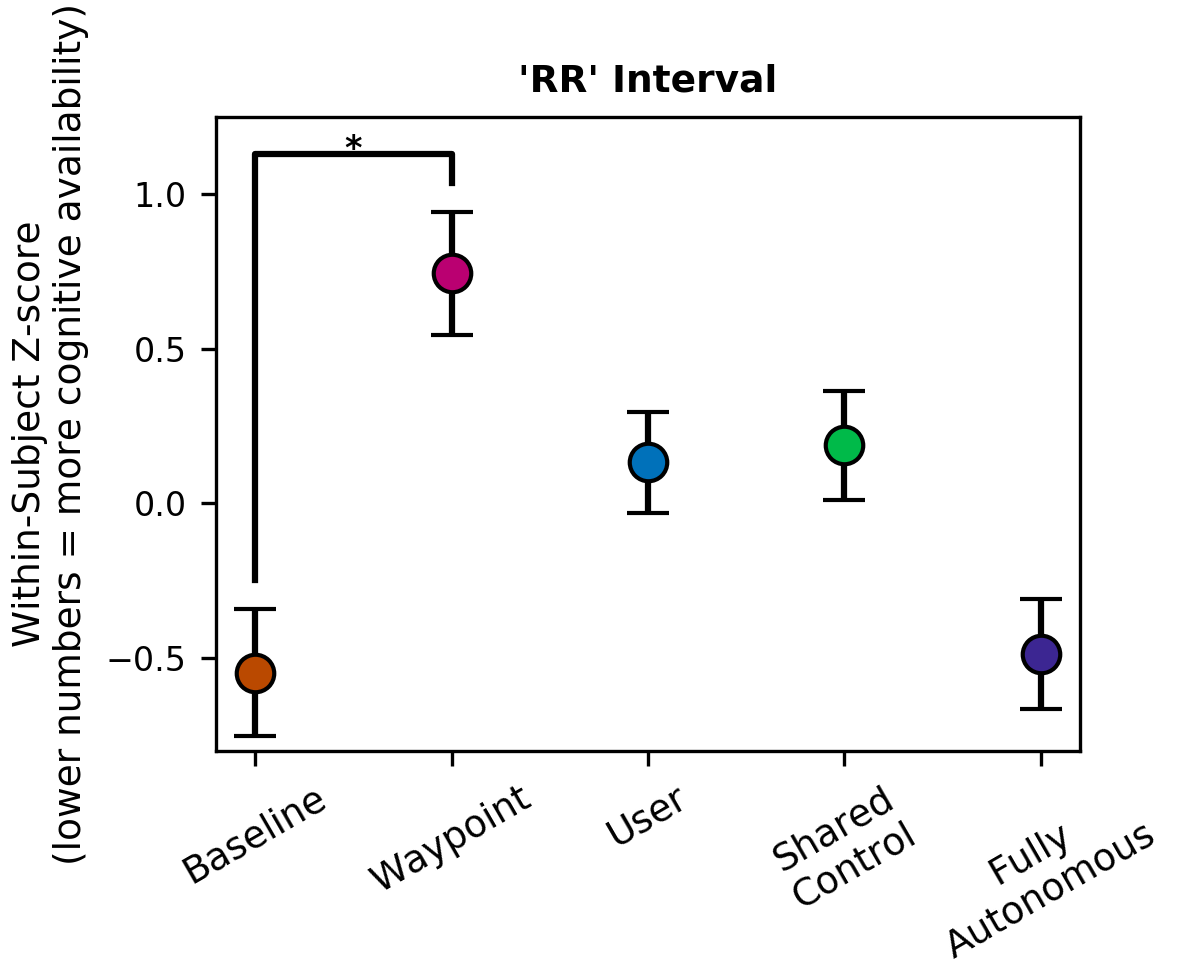 'RR' Interval
Within-Subject Z-score
(lower numbers = more cognitive availability)
*
1.0
0.5
0.0
−0.5
Baseline
Waypoint
User
Shared
Control
Fully
Autonomous